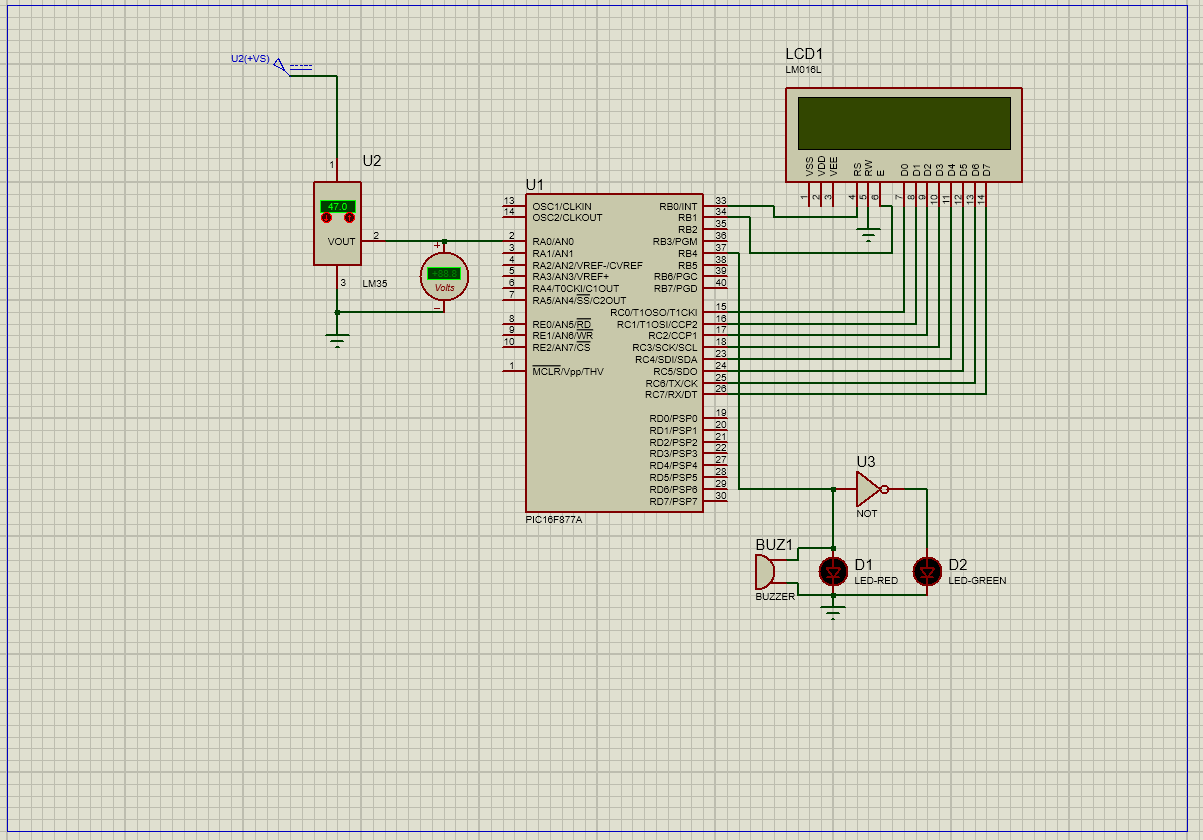 U2(+VS)
LCD1
LM016L
VSS
VDD
VEE
RS
RW
E
D0
D1
D2
D3
D4
D5
D6
D7
1
2
3
4
5
6
7
8
9
10
11
12
13
14
1
U2
47.0
VOUT
2
3
LM35
+
+88.8
Volts
−
U1
13 OSC1/CLKIN
14 OSC2/CLKOUT
2 RA0/AN0
3 RA1/AN1
4 RA2/AN2/VREF-/CVREF
5 RA3/AN3/VREF+
6 RA4/T0CKI/C1OUT
7 RA5/AN4/SS/C2OUT
8 RE0/AN5/RD
9 RE1/AN6/WR
10 RE2/AN7/CS
1 MCLR/Vpp/THV
RB0/INT 33
RB1 34
RB2 35
RB3/PGM 36
RB4 37
RB5 38
RB6/PGC 39
RB7/PGD 40
RC0/T1OSO/T1CKI 15
RC1/T1OSI/CCP2 16
RC2/CCP1 17
RC3/SCK/SCL 18
RC4/SDI/SDA 23
RC5/SDO 24
RC6/TX/CK 25
RC7/RX/DT 26
RD0/PSP0 19
RD1/PSP1 20
RD2/PSP2 21
RD3/PSP3 22
RD4/PSP4 27
RD5/PSP5 28
RD6/PSP6 29
RD7/PSP7 30
PIC16F877A
U3
NOT
BUZ1
BUZZER
D1
LED-RED
D2
LED-GREEN